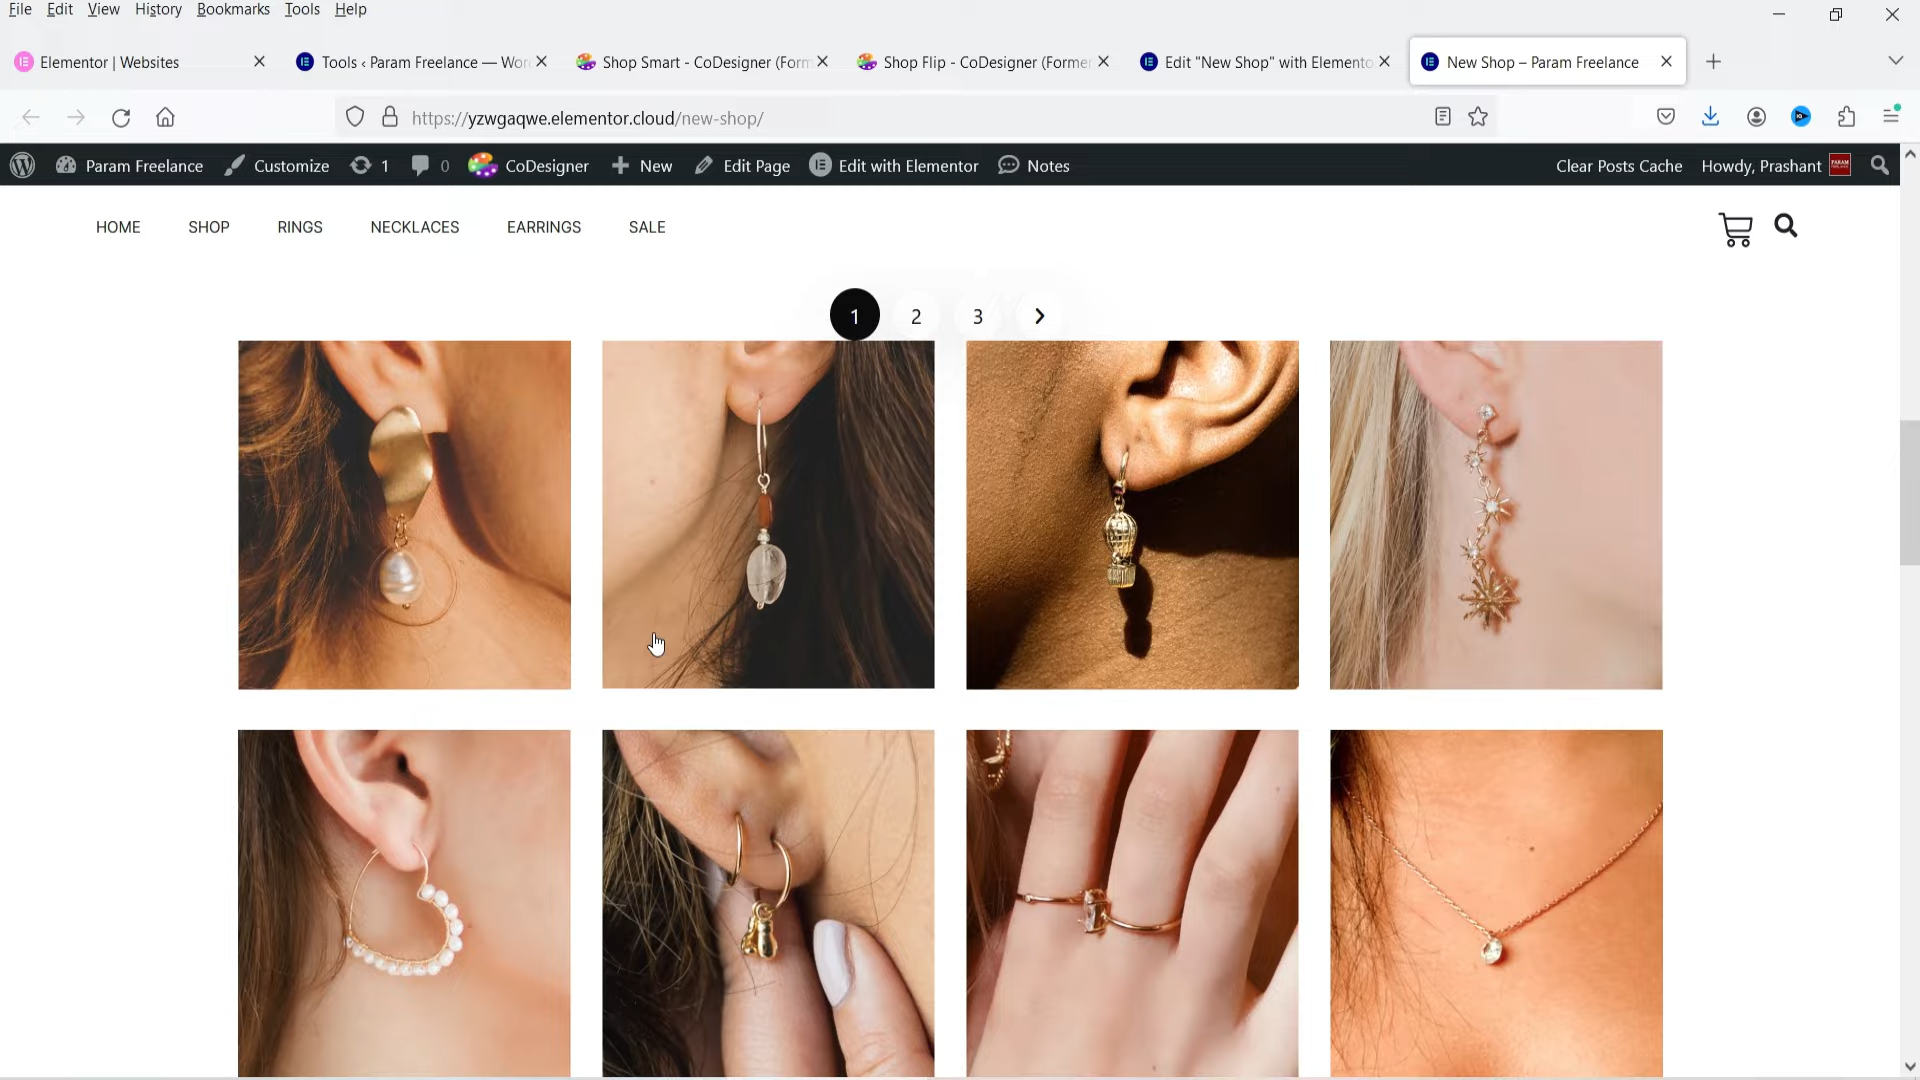 File Edit View History Bookmarks Tools Help
Elementor | Websites
Tools ‹ Param Freelance — Wor
Shop Smart - CoDesigner (Form
Shop Flip - CoDesigner (Former
Edit "New Shop" with Elemento
New Shop – Param Freelance
https://yzwgaqwe.elementor.cloud/new-shop/
Param Freelance Customize 1 0 CoDesigner New Edit Page Edit with Elementor Notes Clear Posts Cache Howdy, Prashant
HOME SHOP RINGS NECKLACES EARRINGS SALE
1 2 3